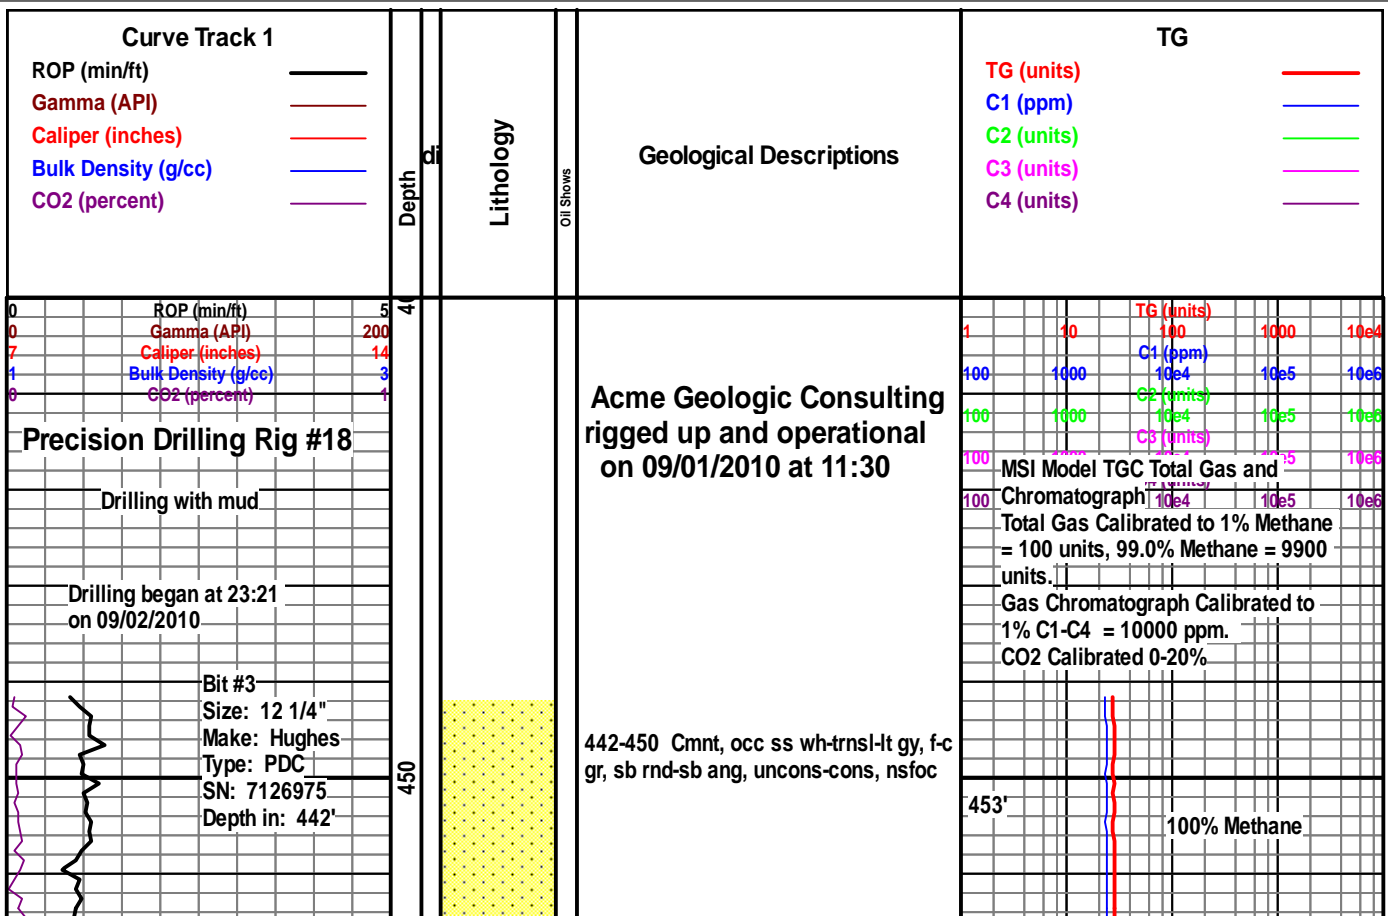 Curve Track 1
ROP (min/ft)
Gamma (API)
Caliper (inches)
Bulk Density (g/cc)
CO2 (percent)
Depth
di
Lithology
Oil Shows
Geological Descriptions
TG
TG (units)
C1 (ppm)
C2 (units)
C3 (units)
C4 (units)
0 ROP (min/ft) 5
0 Gamma (API) 200
7 Caliper (inches) 14
1 Bulk Density (g/cc) 3
0 CO2 (percent) 1
Precision Drilling Rig #18
Drilling with mud
Drilling began at 23:21
on 09/02/2010
Bit #3
Size: 12 1/4"
Make: Hughes
Type: PDC
SN: 7126975
Depth in: 442'
450
Acme Geologic Consulting
rigged up and operational
on 09/01/2010 at 11:30
442-450 Cmnt, occ ss wh-trnsl-lt gy, f-c
gr, sb rnd-sb ang, uncons-cons, nsfoc
TG (units)
1 10 100 1000 10e4
C1 (ppm)
100 1000 10e4 10e5 10e6
C2 (units)
100 1000 10e4 10e5 10e6
C3 (units)
100 10e6
100 10e4 10e5 10e6
MSI Model TGC Total Gas and
Chromatograph
Total Gas Calibrated to 1% Methane
= 100 units, 99.0% Methane = 9900
units.
Gas Chromatograph Calibrated to
1% C1-C4 = 10000 ppm.
CO2 Calibrated 0-20%
453'
100% Methane